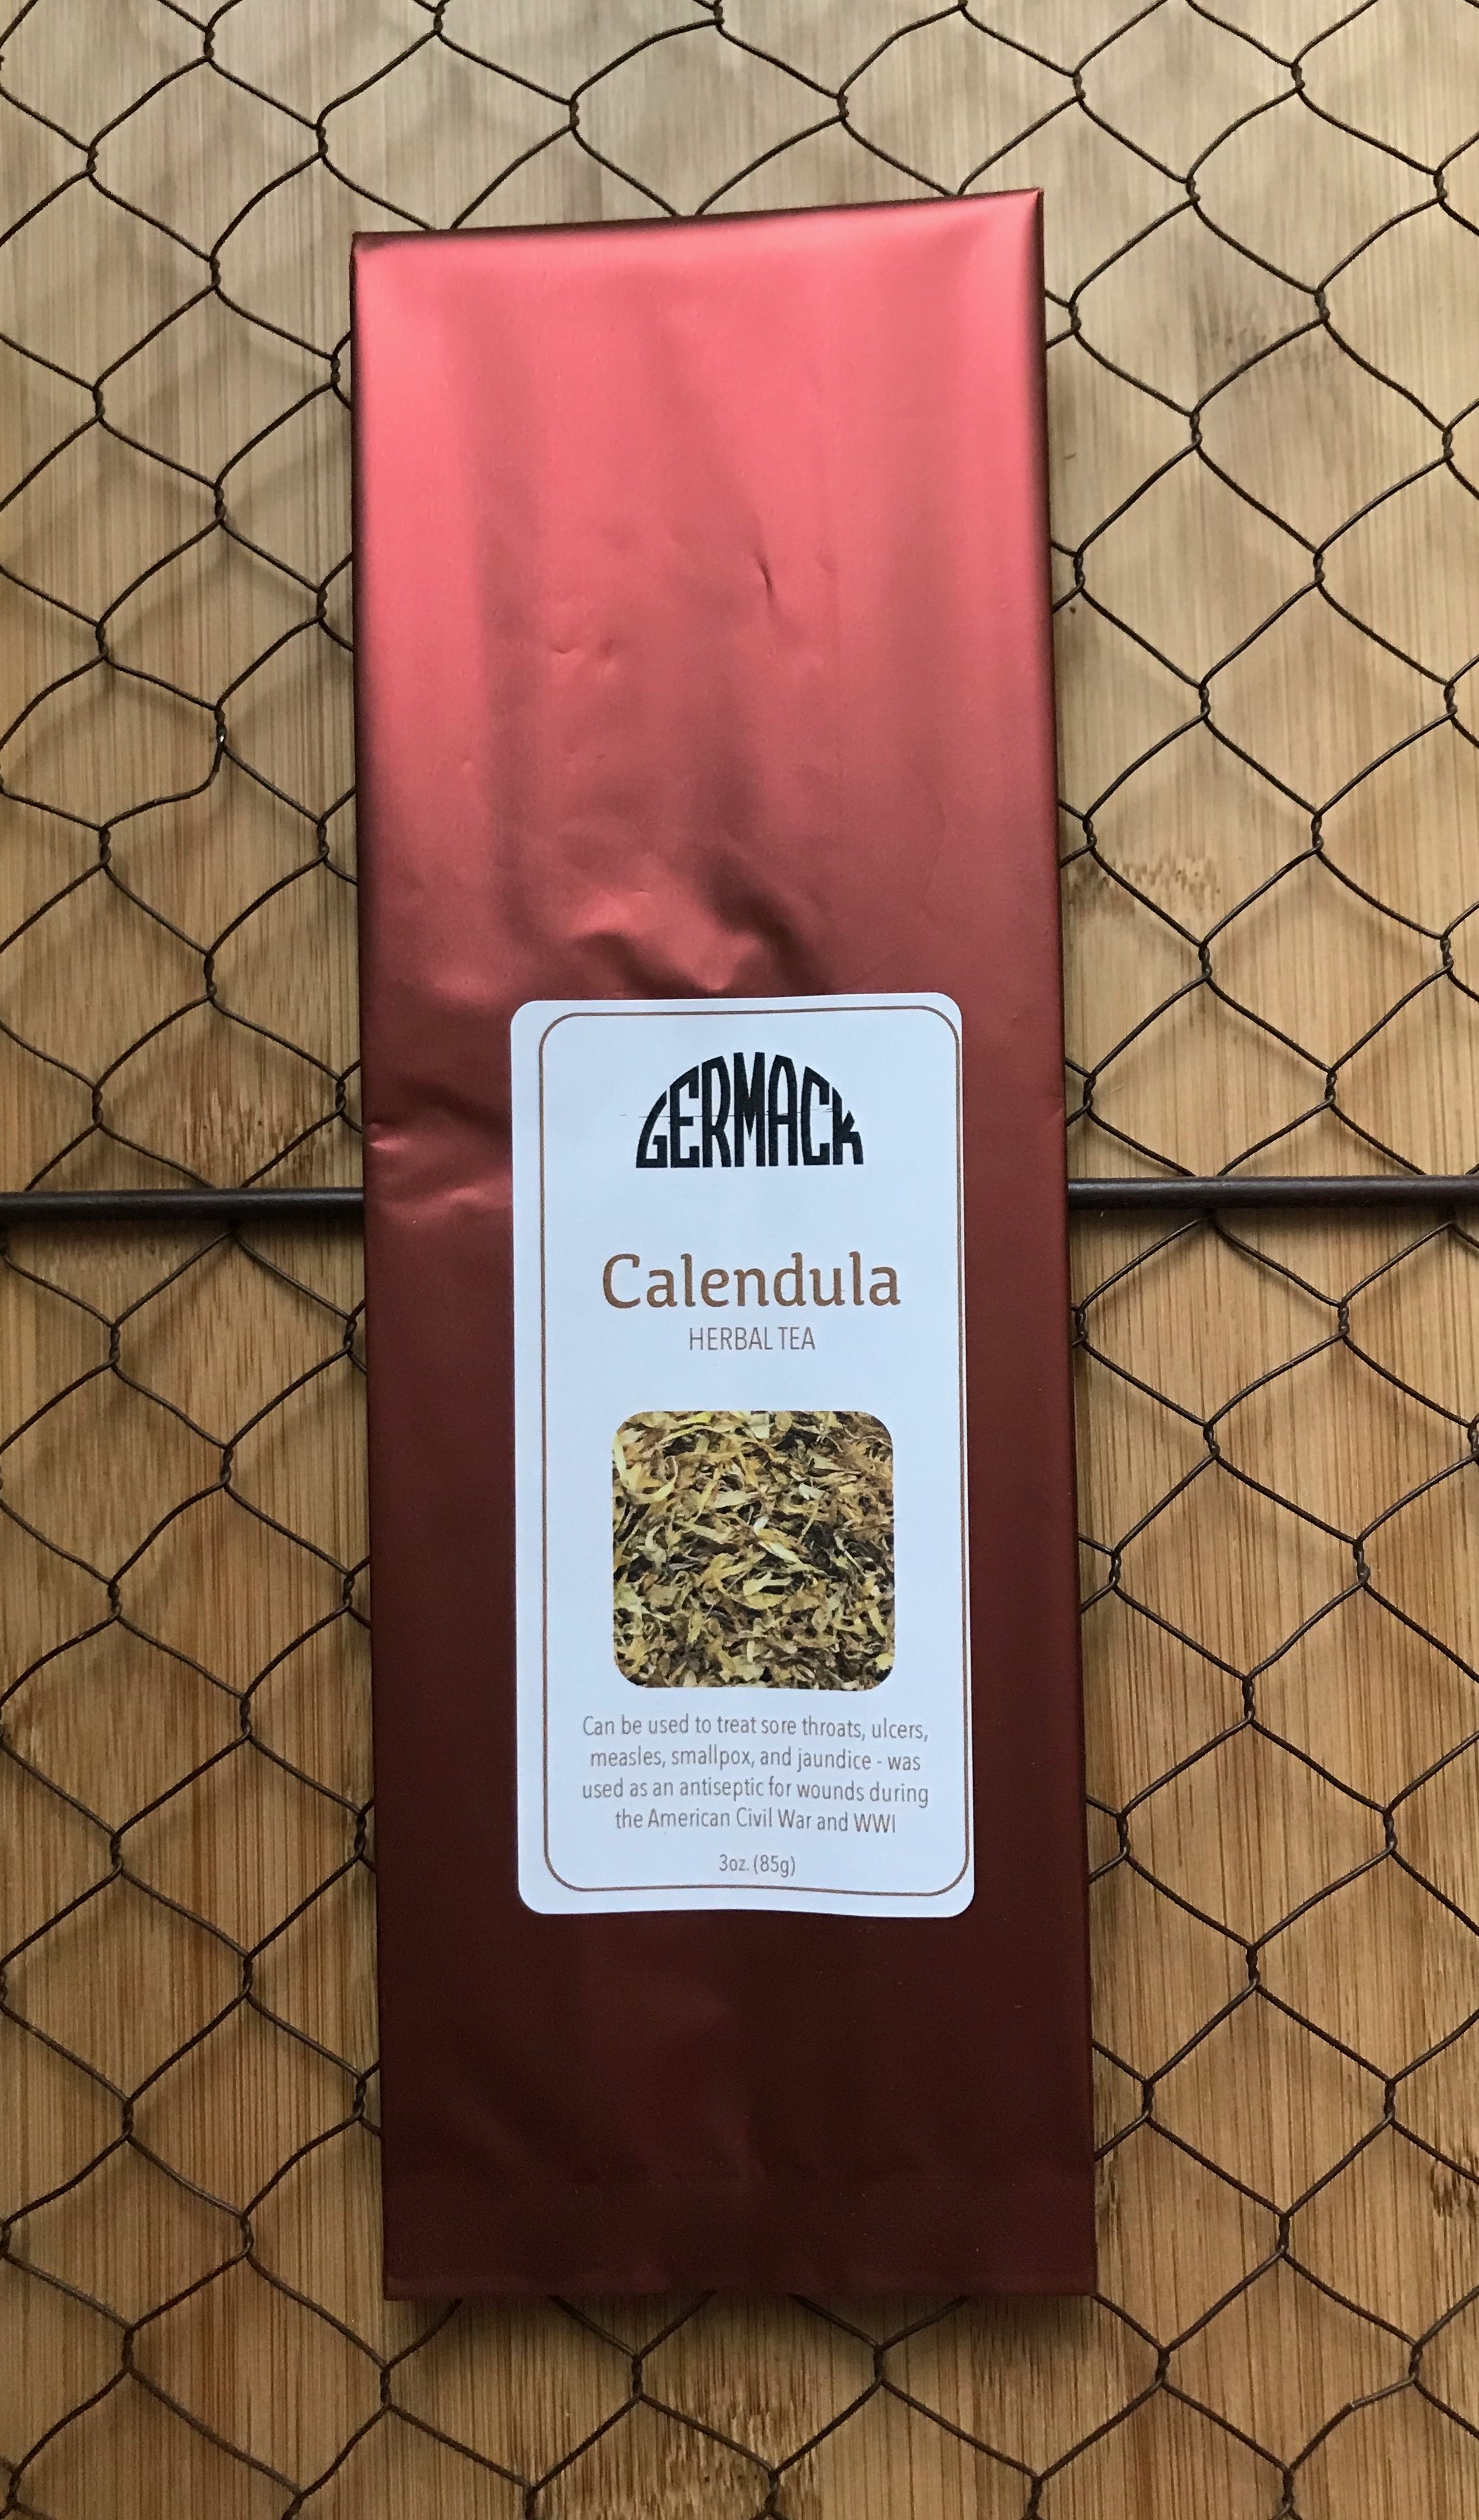 GERMACK
Calendula
HERBAL TEA
Can be used to treat sore throats, ulcers,
measles, smallpox, and jaundice - was
used as an antiseptic for wounds during
the American Civil War and WWI
3oz. (85g)